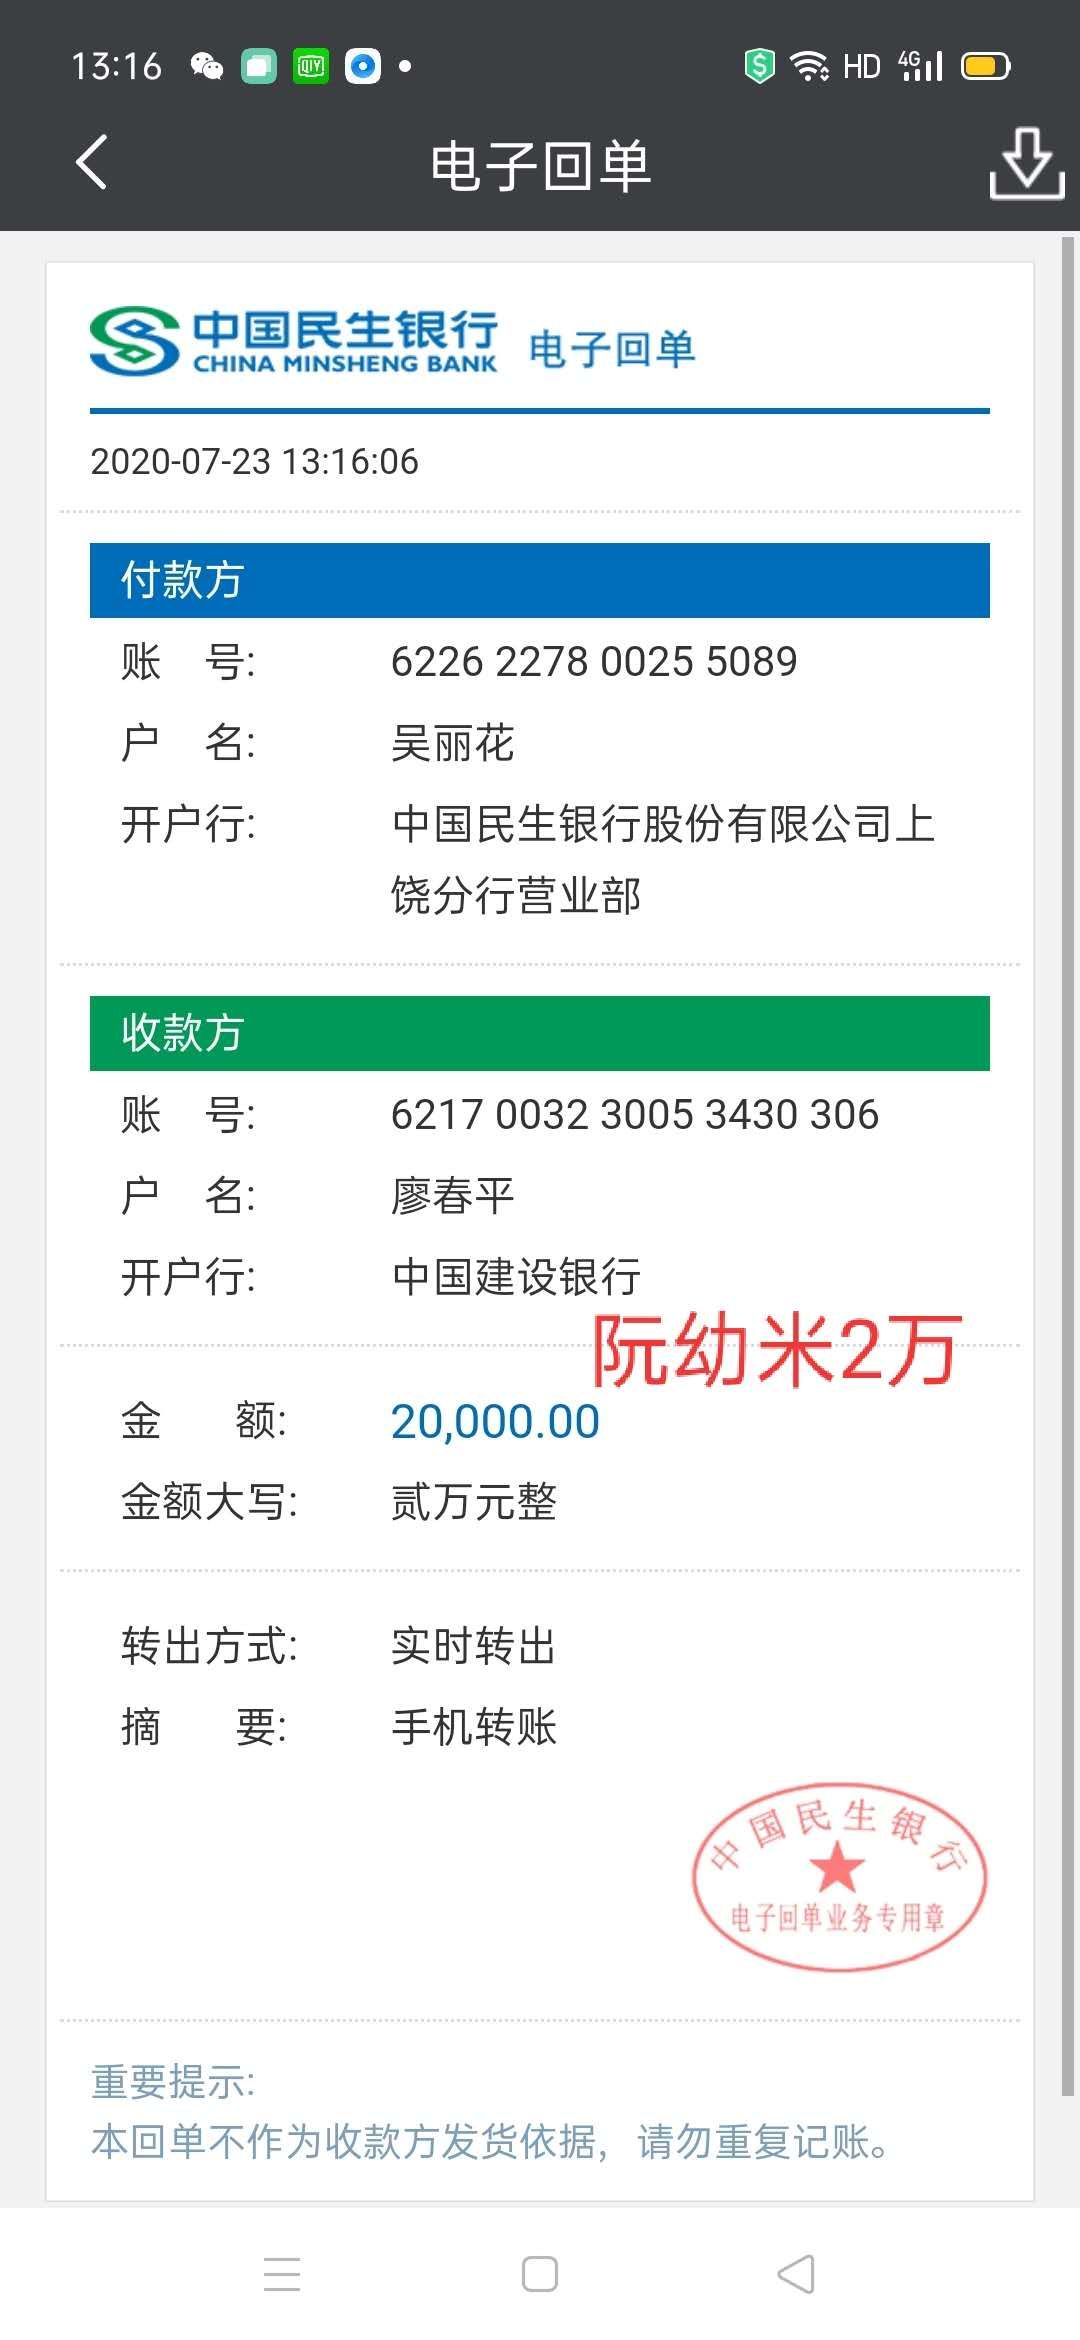 13:16 QIY $ HD 4G
电子回单
中国民生银行 电子回单
CHINA MINSHENG BANK
2020-07-23 13:16:06
付款方
账 号: 6226 2278 0025 5089
户 名: 吴丽花
开户行: 中国民生银行股份有限公司上
饶分行营业部
收款方
账 号: 6217 0032 3005 3430 306
户 名: 廖春平
开户行: 中国建设银行
阮幼米2万
金 额: 20,000.00
金额大写: 贰万元整
转出方式: 实时转出
摘 要: 手机转账
中国民生银行
电子回单业务专用章
重要提示:
本回单不作为收款方发货依据，请勿重复记账。